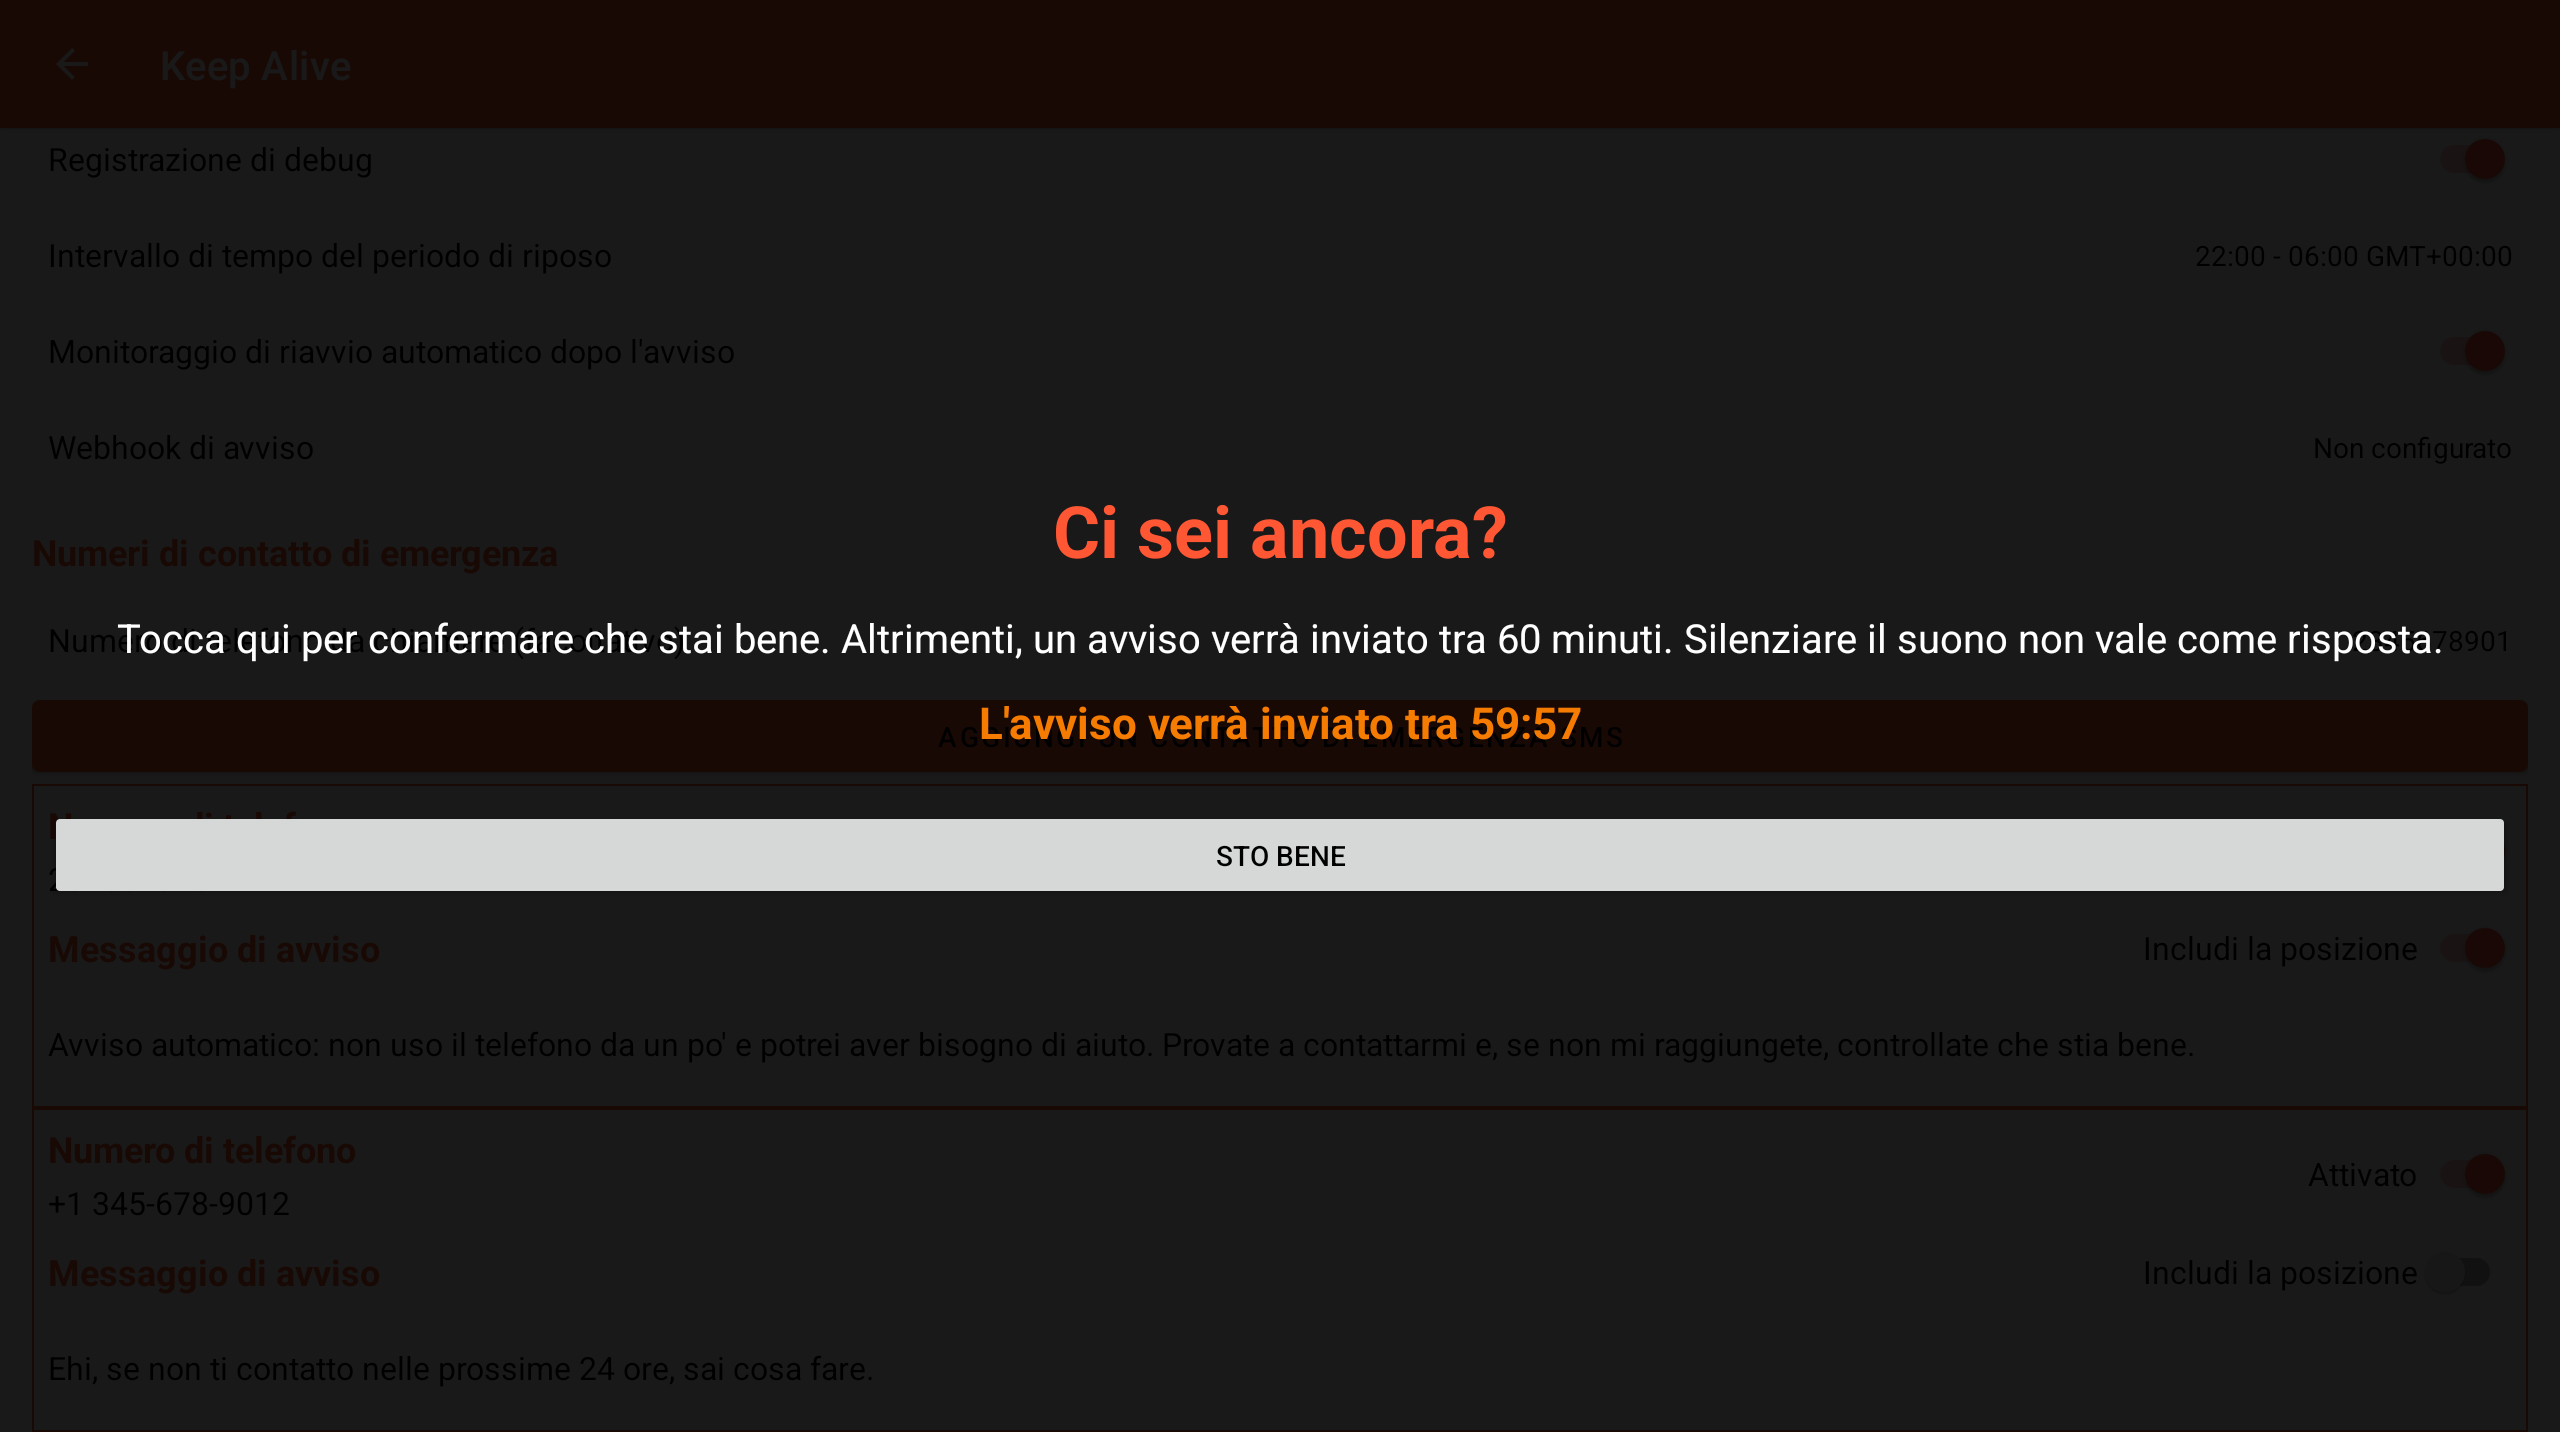 Keep Alive
Registrazione di debug
Intervallo di tempo del periodo di riposo 22:00 - 06:00 GMT+00:00
Monitoraggio di riavvio automatico dopo l'avviso
Webhook di avviso Non configurato
Ci sei ancora?
Numeri di contatto di emergenza
Tocca qui per confermare che stai bene. Altrimenti, un avviso verrà inviato tra 60 minuti. Silenziare il suono non vale come risposta.
L'avviso verrà inviato tra 59:57
AGGIUNGI UN CONTATTO DI EMERGENZA SMS
STO BENE
Messaggio di avviso Includi la posizione
Avviso automatico: non uso il telefono da un po' e potrei aver bisogno di aiuto. Provate a contattarmi e, se non mi raggiungete, controllate che stia bene.
Numero di telefono
Attivato
+1 345-678-9012
Messaggio di avviso Includi la posizione
Ehi, se non ti contatto nelle prossime 24 ore, sai cosa fare.